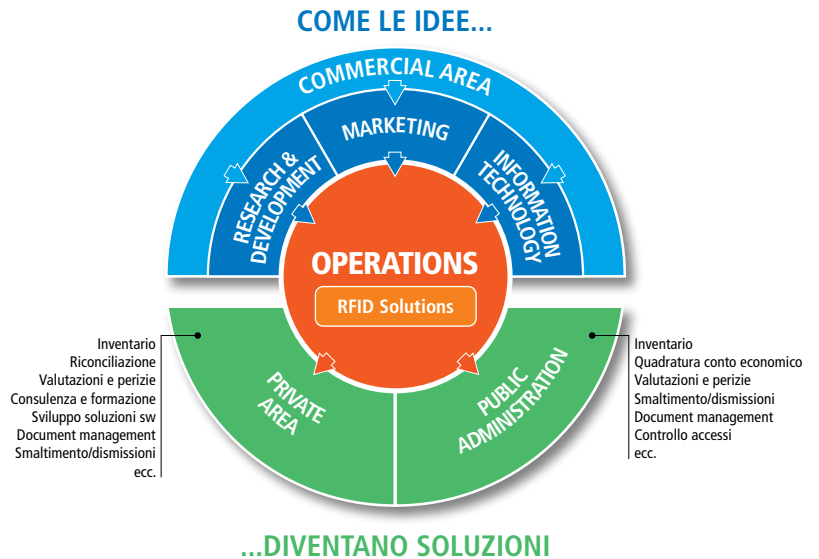 COME LE IDEE...
COMMERCIAL AREA
MARKETING
RESEARCH &
DEVELOPMENT
INFORMATION
TECHNOLOGY
OPERATIONS
RFID Solutions
PRIVATE
AREA
PUBLIC
ADMINISTRATION
Inventario
Riconciliazione
Valutazioni e perizie
Consulenza e formazione
Sviluppo soluzioni sw
Document management
Smaltimento/dismissioni
ecc.
Inventario
Quadratura conto economico
Valutazioni e perizie
Smaltimento/dismissioni
Document management
Controllo accessi
ecc.
...DIVENTANO SOLUZIONI